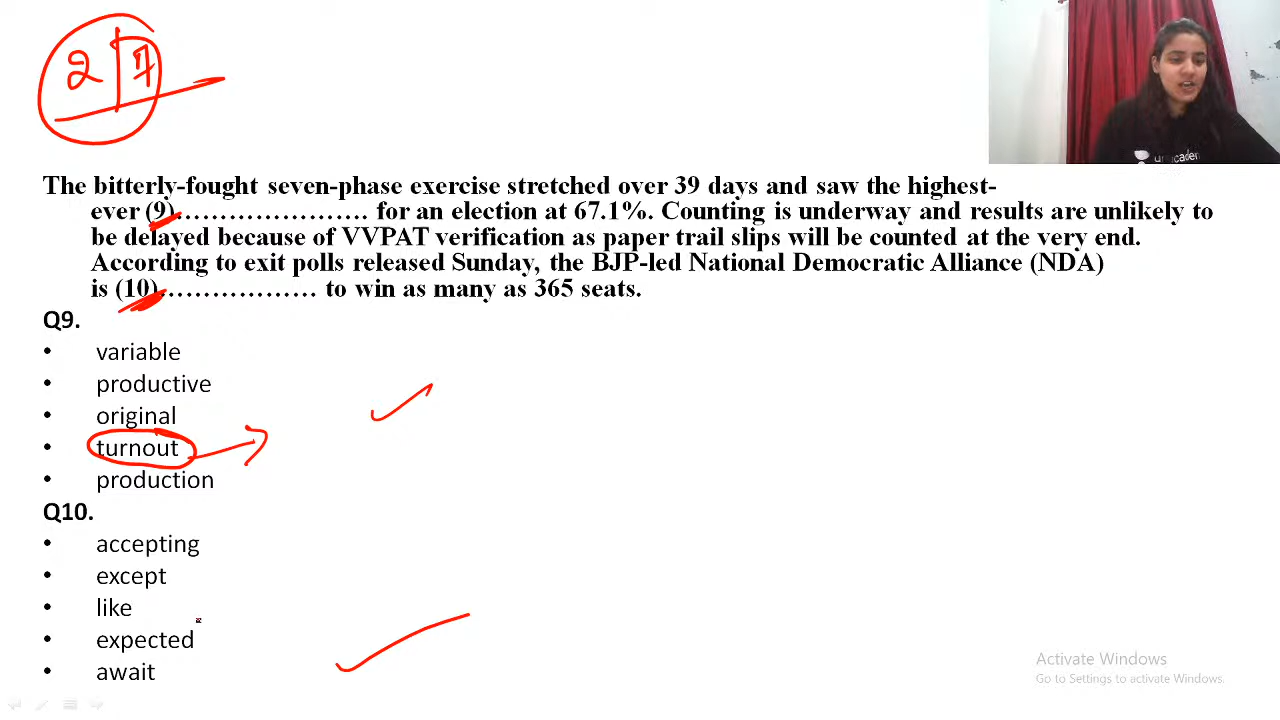 2 7
The bitterly-fought seven-phase exercise stretched over 39 days and saw the highest-
ever (9)…………………. for an election at 67.1%. Counting is underway and results are unlikely to
be delayed because of VVPAT verification as paper trail slips will be counted at the very end.
According to exit polls released Sunday, the BJP-led National Democratic Alliance (NDA)
is (10)……………… to win as many as 365 seats.
Q9.
• variable
• productive
• original
• turnout
• production
Q10.
• accepting
• except
• like
• expected
• await
Activate Windows
Go to Settings to activate Windows.